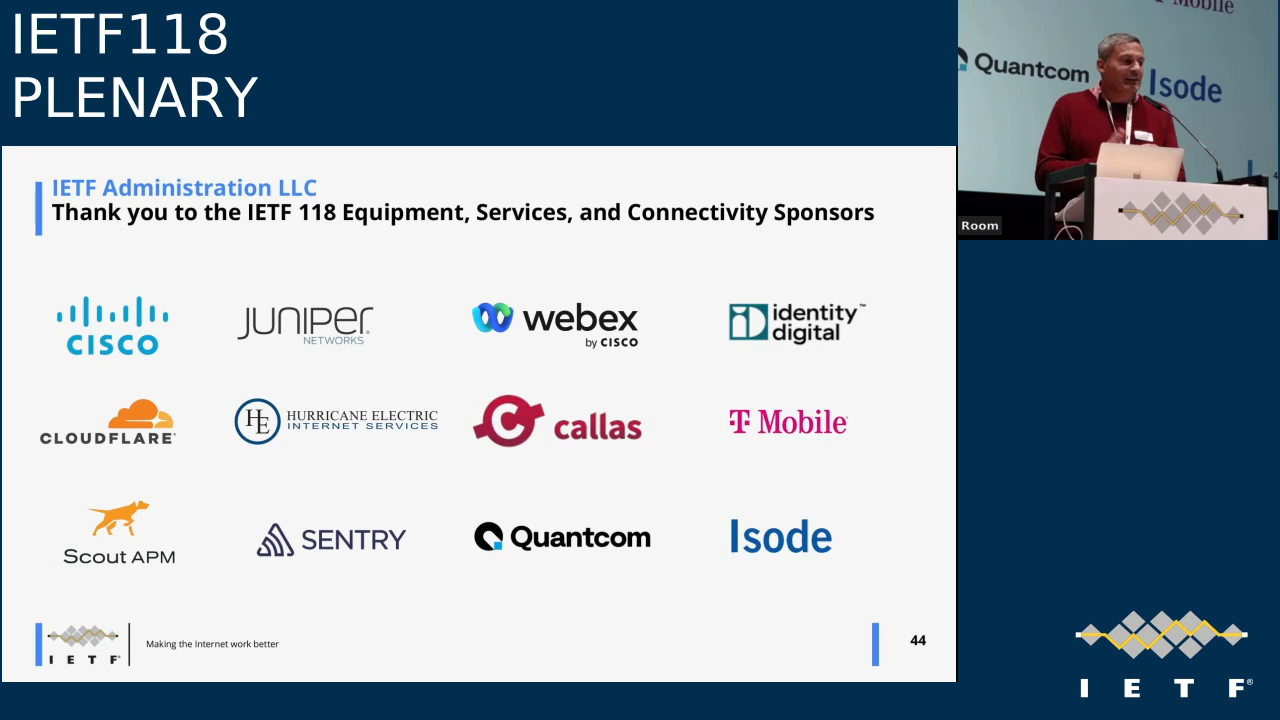 IETF118
PLENARY
IETF Administration LLC
Thank you to the IETF 118 Equipment, Services, and Connectivity Sponsors
CISCO
JUNIPER
NETWORKS
webex
by CISCO
identity
digital™
CLOUDFLARE
HE
HURRICANE ELECTRIC
INTERNET SERVICES
C
callas
T Mobile
Scout APM
SENTRY
Quantcom
Isode
IETF
Making the Internet work better
44
Mobile
Quantcom
Isode
Room
IETF®